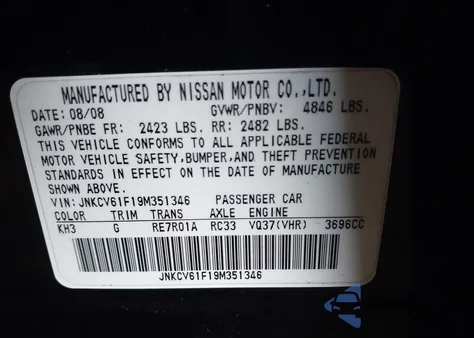 MANUFACTURED BY NISSAN MOTOR CO.,LTD.
DATE: 08/08 GVWR/PNBV: 4846 LBS.
GAWR/PNBE FR: 2423 LBS. RR: 2482 LBS.
THIS VEHICLE CONFORMS TO ALL APPLICABLE FEDERAL
MOTOR VEHICLE SAFETY,BUMPER,AND THEFT PREVENTION
STANDARDS IN EFFECT ON THE DATE OF MANUFACTURE
SHOWN ABOVE.
VIN: JNKCV61F19M351346 PASSENGER CAR
COLOR TRIM TRANS AXLE ENGINE
KH3 G RE7R01A RC33 VQ37(VHR) 3696CC
JNKCV61F19M351346